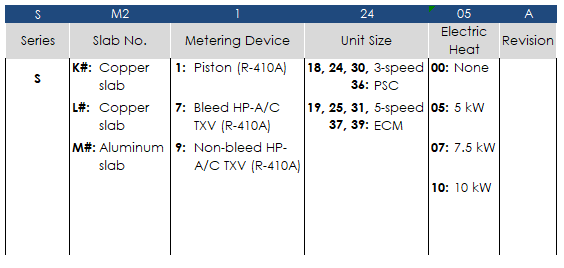 S M2 1 24 05 A
Series Slab No. Metering Device Unit Size Electric Heat Revision
S
K#: Copper slab
L#: Copper slab
M#: Aluminum slab
1: Piston (R-410A)
7: Bleed HP-A/C TXV (R-410A)
9: Non-bleed HP-A/C TXV (R-410A)
18, 24, 30, 36: 3-speed PSC
19, 25, 31, 37, 39: 5-speed ECM
00: None
05: 5 kW
07: 7.5 kW
10: 10 kW